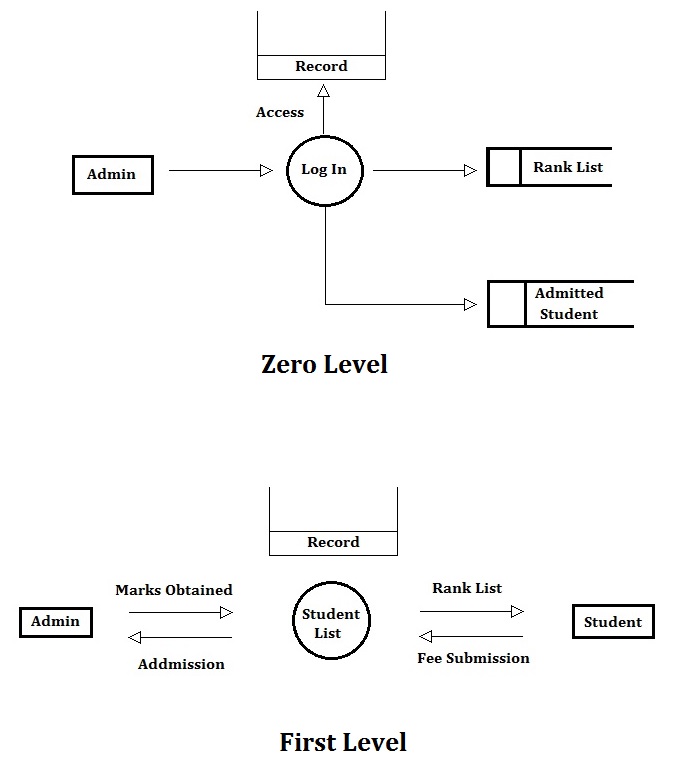 Record
Access
Admin
Log In
Rank List
Admitted
Student
Zero Level
Record
Marks Obtained
Rank List
Admin
Student
List
Student
Addmission
Fee Submission
First Level